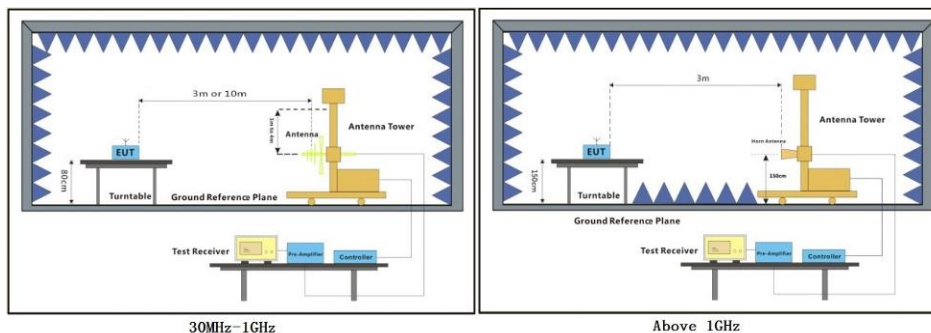 3m or 10m
1m to 4m
Antenna
Antenna Tower
EUT
80cm
Turntable
Ground Reference Plane
Test Receiver
Pre-Amplifier
Controller
30MHz-1GHz
3m
Antenna Tower
Horn Antenna
EUT
150cm
150cm
Turntable
Ground Reference Plane
Test Receiver
Pre-Amplifier
Controller
Above 1GHz